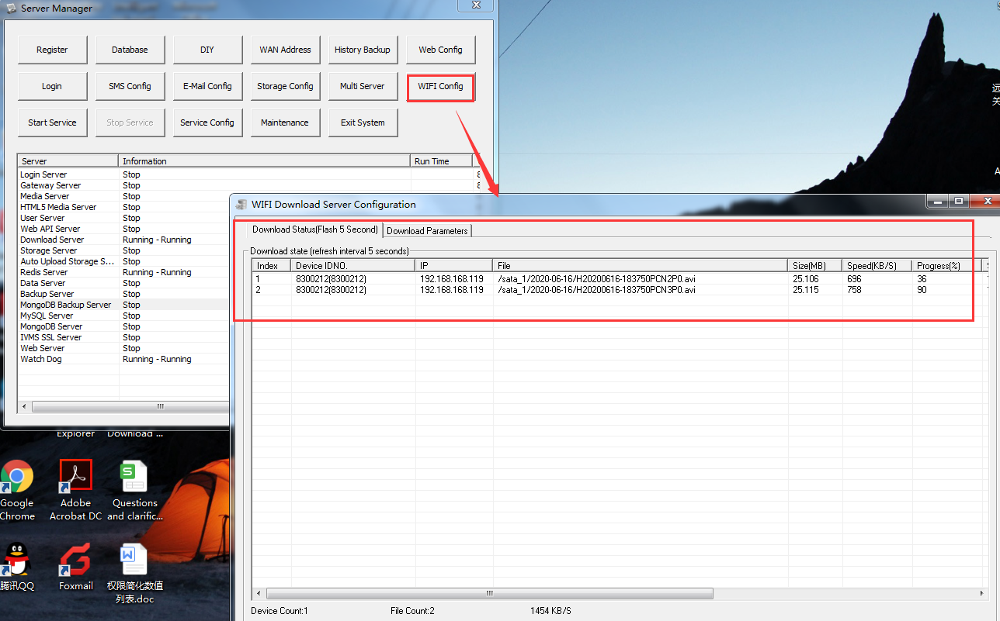 Server Manager
Register Database DIY WAN Address History Backup Web Config
Login SMS Config E-Mail Config Storage Config Multi Server WIFI Config
Start Service Stop Service Service Config Maintenance Exit System
Server Information Run Time
Login Server Stop
Gateway Server Stop
Media Server Stop
HTML5 Media Server Stop
User Server Stop
Web API Server Stop
Download Server Running - Running
Storage Server Stop
Auto Upload Storage S... Stop
Redis Server Running - Running
Data Server Stop
Backup Server Stop
MongoDB Backup Server Stop
MySQL Server Stop
MongoDB Server Stop
IVMS SSL Server Stop
Web Server Stop
Watch Dog Running - Running
WIFI Download Server Configuration
Download Status(Flash 5 Second) Download Parameters
Download state (refresh interval 5 seconds)
Index Device IDNO. IP File Size(MB) Speed(KB/S) Progress(%)
1 8300212(8300212) 192.168.168.119 /sata_1/2020-06-16/H20200616-183750PCN2P0.avi 25.106 696 36
2 8300212(8300212) 192.168.168.119 /sata_1/2020-06-16/H20200616-183750PCN3P0.avi 25.115 758 90
Device Count:1 File Count:2 1454 KB/S
远
关
Explorer Download ...
Google Chrome
Adobe Acrobat DC
Questions and clarific...
腾讯QQ
Foxmail
权限简化数值
列表.doc